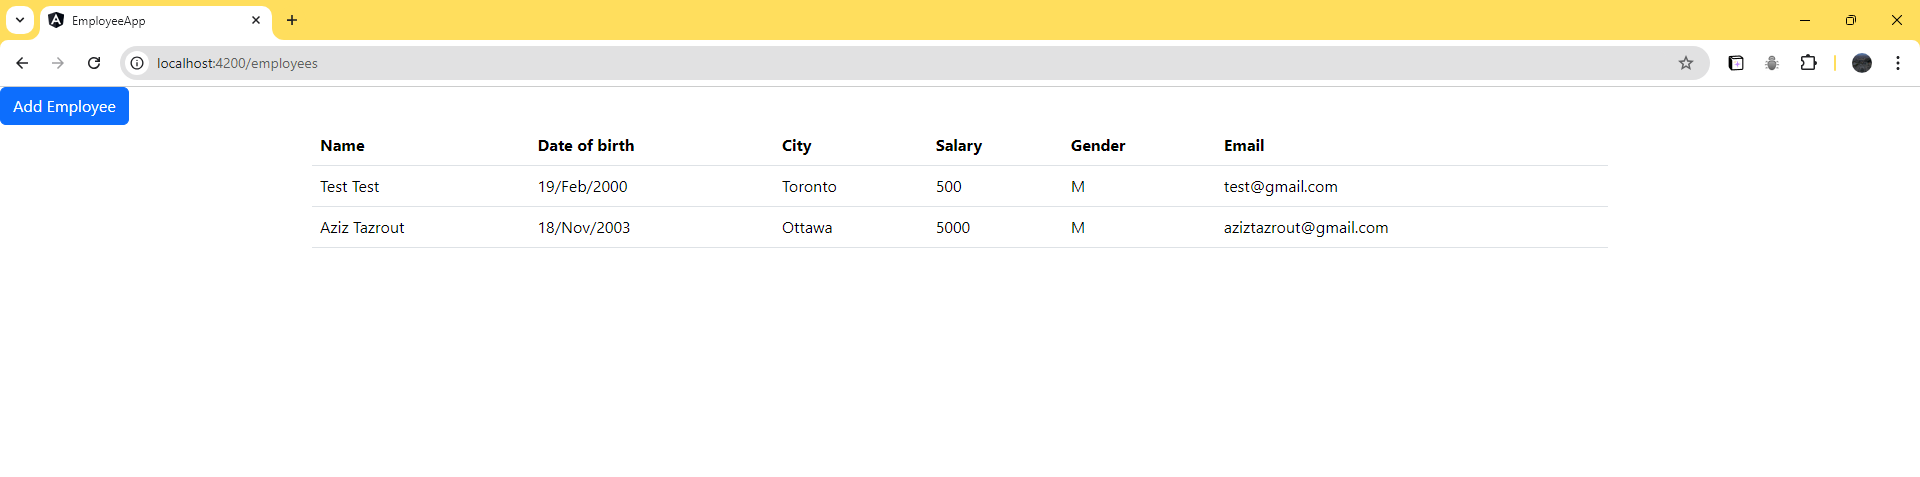 EmployeeApp
localhost:4200/employees
Add Employee
Name Date of birth City Salary Gender Email
Test Test 19/Feb/2000 Toronto 500 M test@gmail.com
Aziz Tazrout 18/Nov/2003 Ottawa 5000 M aziztazrout@gmail.com